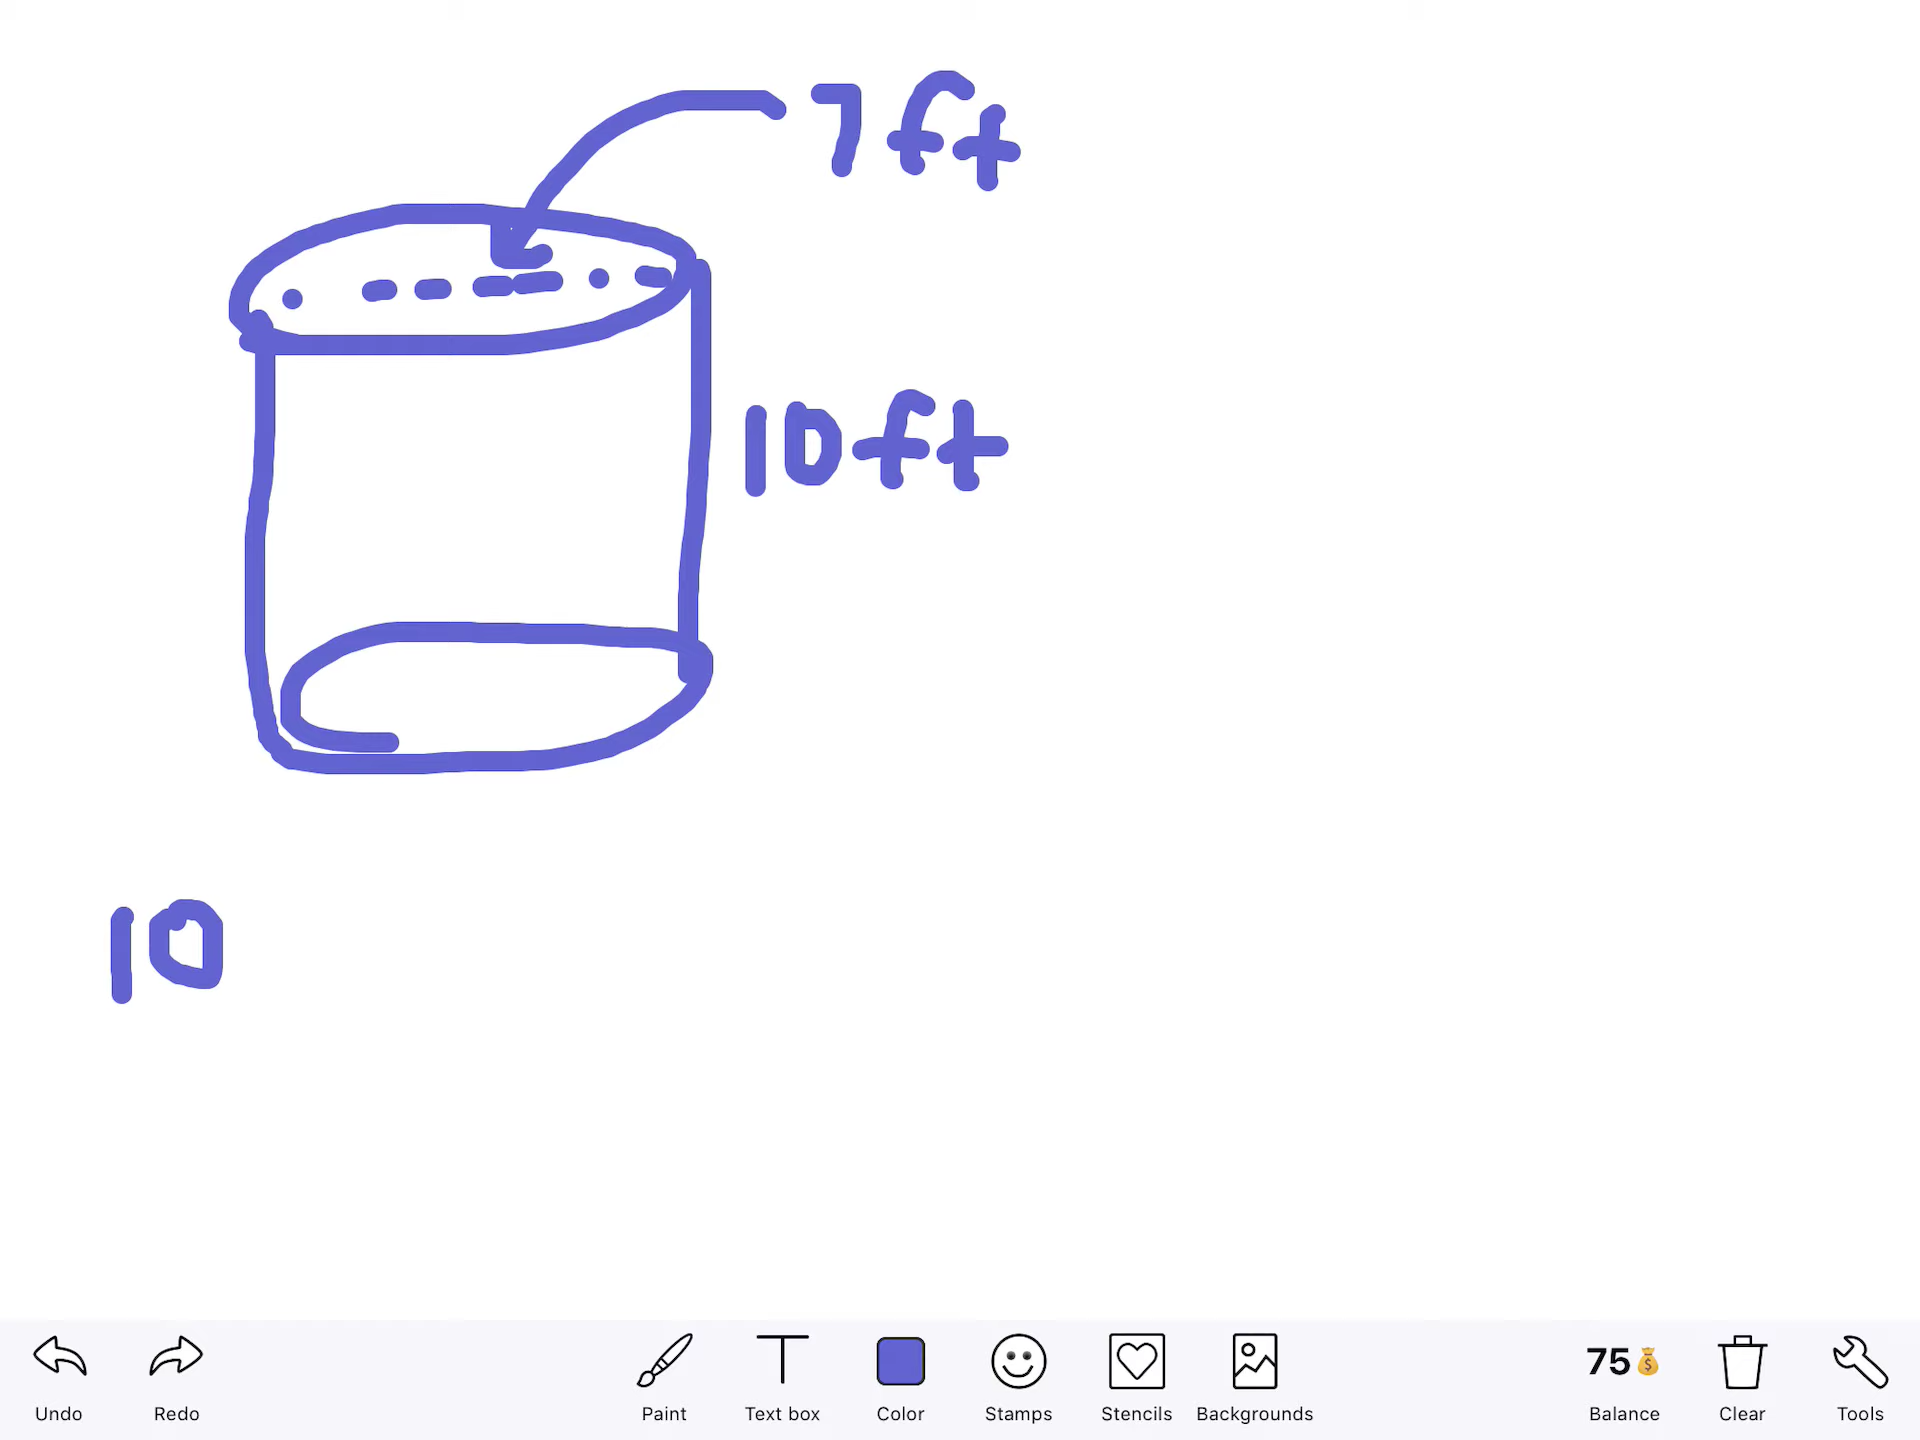 7ft
10ft
10
Undo Redo Paint Text box Color Stamps Stencils Backgrounds 75 Balance Clear Tools